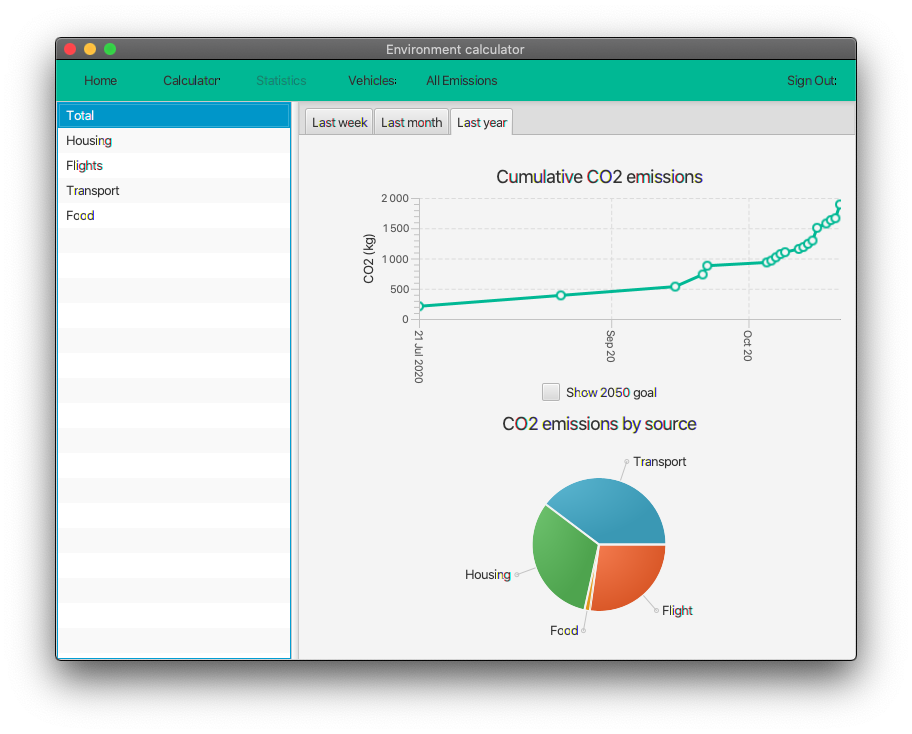 Environment calculator
Home Calculator Statistics Vehicles: All Emissions Sign Out:
Total
Housing
Flights
Transport
Food
Last week Last month Last year
Cumulative CO2 emissions
CO2 (kg)
2 000
1 500
1 000
500
0
21 Jul 2020
Sep 20
Oct 20
Show 2050 goal
CO2 emissions by source
Transport
Housing
Flight
Food